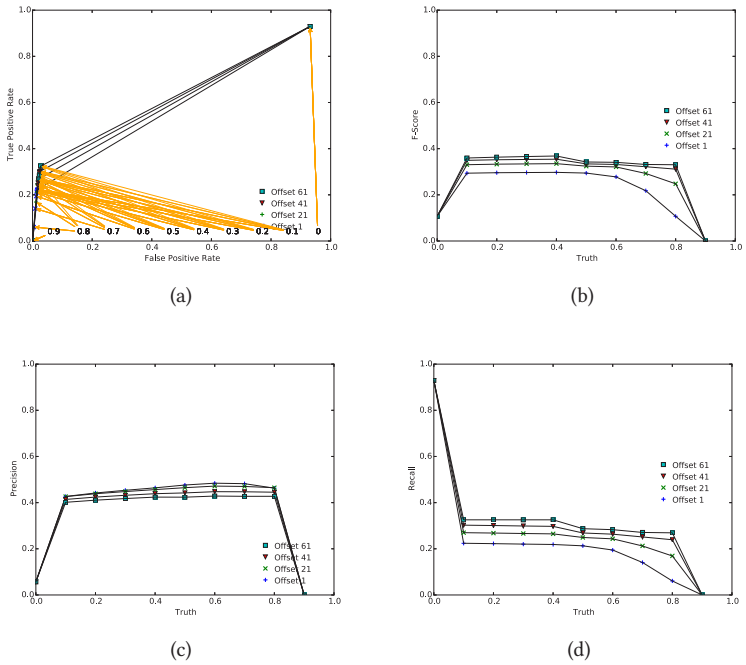 1.0
0.8
0.6
0.4
0.2
0.0
True Positive Rate
Offset 61
Offset 41
Offset 21
Offset 1
0.9 0.8 0.7 0.6 0.5 0.4 0.3 0.2 0.1 0
0.0 0.2 0.4 0.6 0.8 1.0
False Positive Rate
(a)
1.0
0.8
0.6
0.4
0.2
0.0
F-Score
Offset 61
Offset 41
Offset 21
Offset 1
0.0 0.2 0.4 0.6 0.8 1.0
Truth
(b)
1.0
0.8
0.6
0.4
0.2
0.0
Precision
Offset 61
Offset 41
Offset 21
Offset 1
0.0 0.2 0.4 0.6 0.8 1.0
Truth
(c)
1.0
0.8
0.6
0.4
0.2
0.0
Recall
Offset 61
Offset 41
Offset 21
Offset 1
0.0 0.2 0.4 0.6 0.8 1.0
Truth
(d)